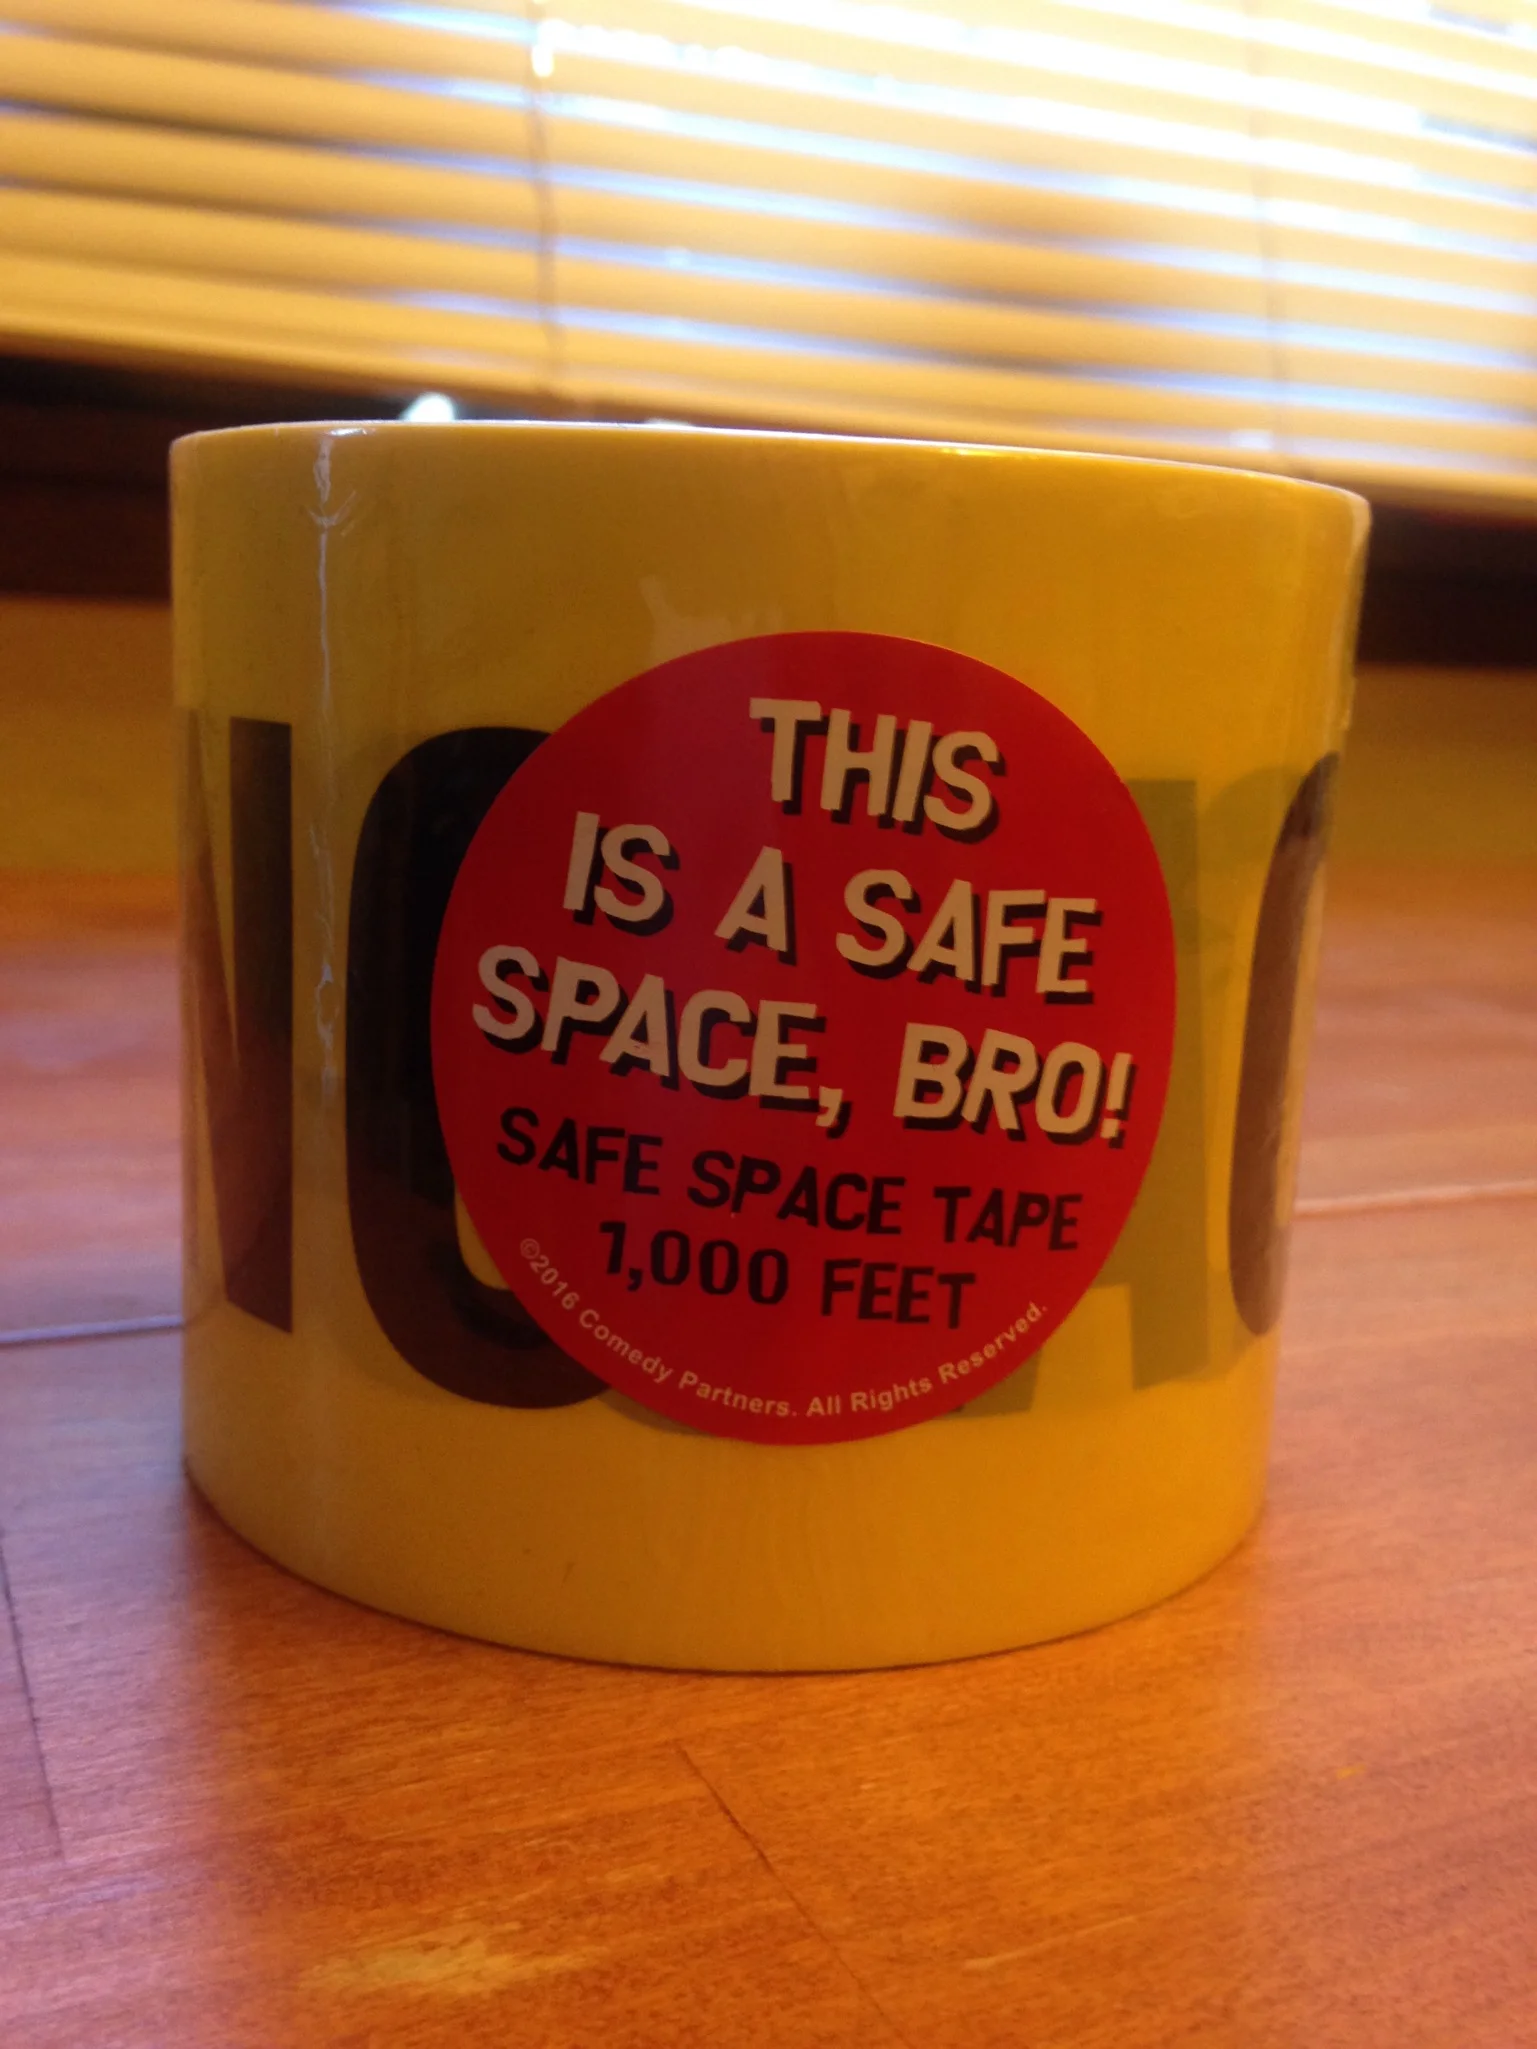 THIS
IS A SAFE
SPACE, BRO!
SAFE SPACE TAPE
1,000 FEET
©2016 Comedy Partners. All Rights Reserved.